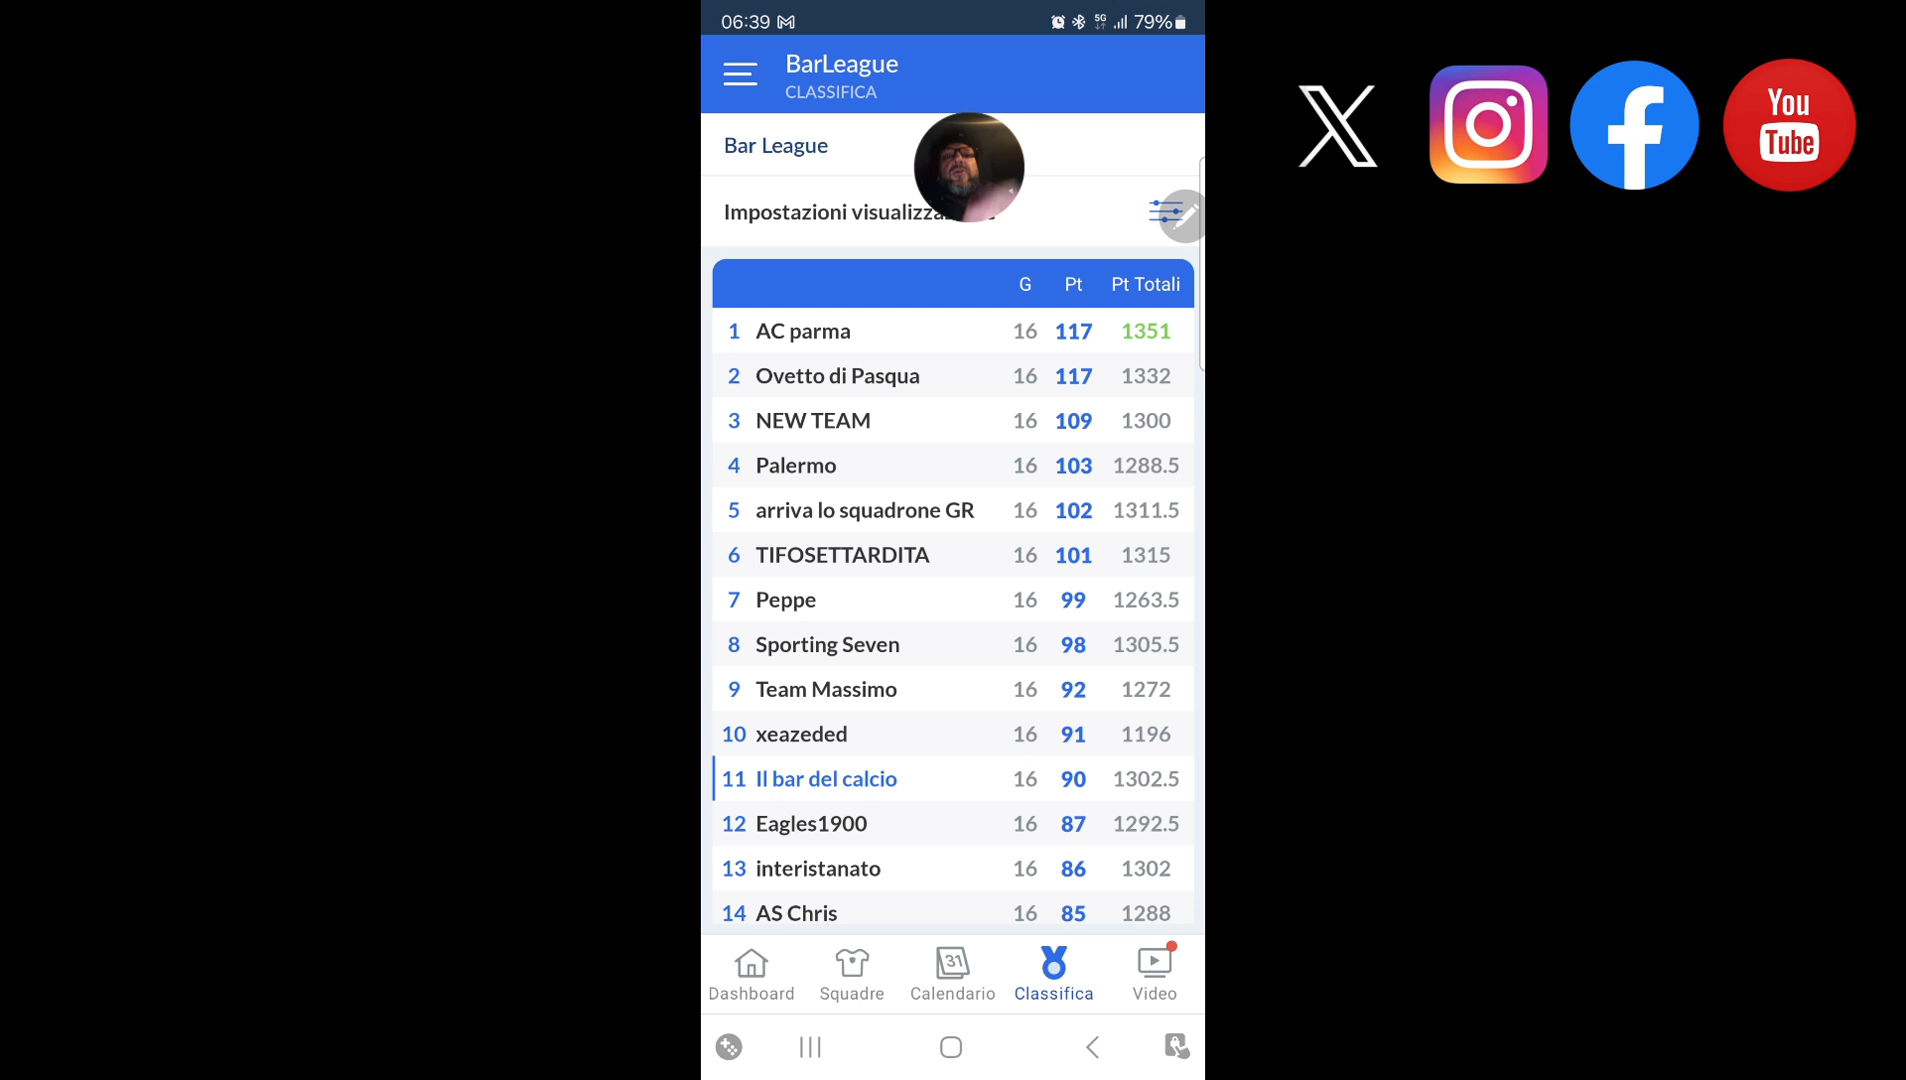 06:39 5G 79%
BarLeague
CLASSIFICA
Bar League
Impostazioni
G Pt Pt Totali
1 AC parma 16 117 1351
2 Ovetto di Pasqua 16 117 1332
3 NEW TEAM 16 109 1300
4 Palermo 16 103 1288.5
5 arriva lo squadrone GR 16 102 1311.5
6 TIFOSETTARDITA 16 101 1315
7 Peppe 16 99 1263.5
8 Sporting Seven 16 98 1305.5
9 Team Massimo 16 92 1272
10 xeazeded 16 91 1196
11 Il bar del calcio 16 90 1302.5
12 Eagles1900 16 87 1292.5
13 interistanato 16 86 1302
14 AS Chris 16 85 1288
31
Dashboard Squadre Calendario Classifica Video
You
Tube